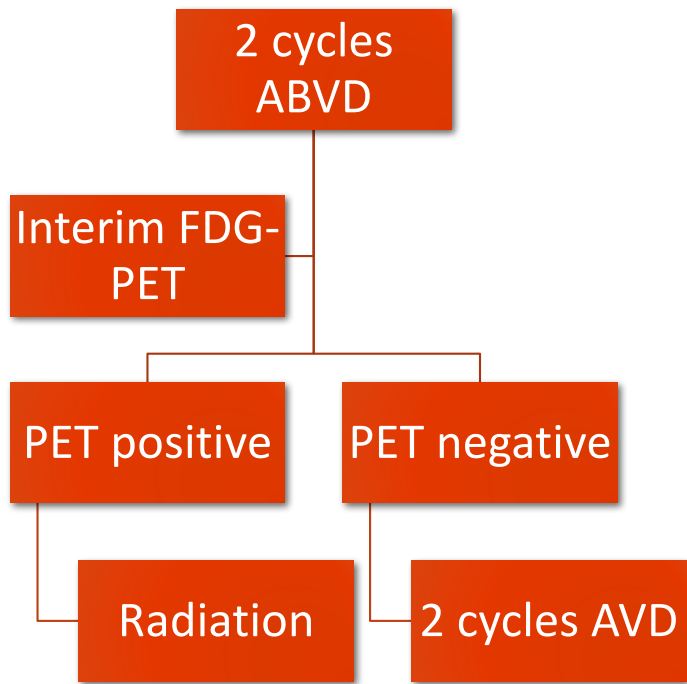 2 cycles
ABVD
Interim FDG-
PET
PET positive
PET negative
Radiation
2 cycles AVD